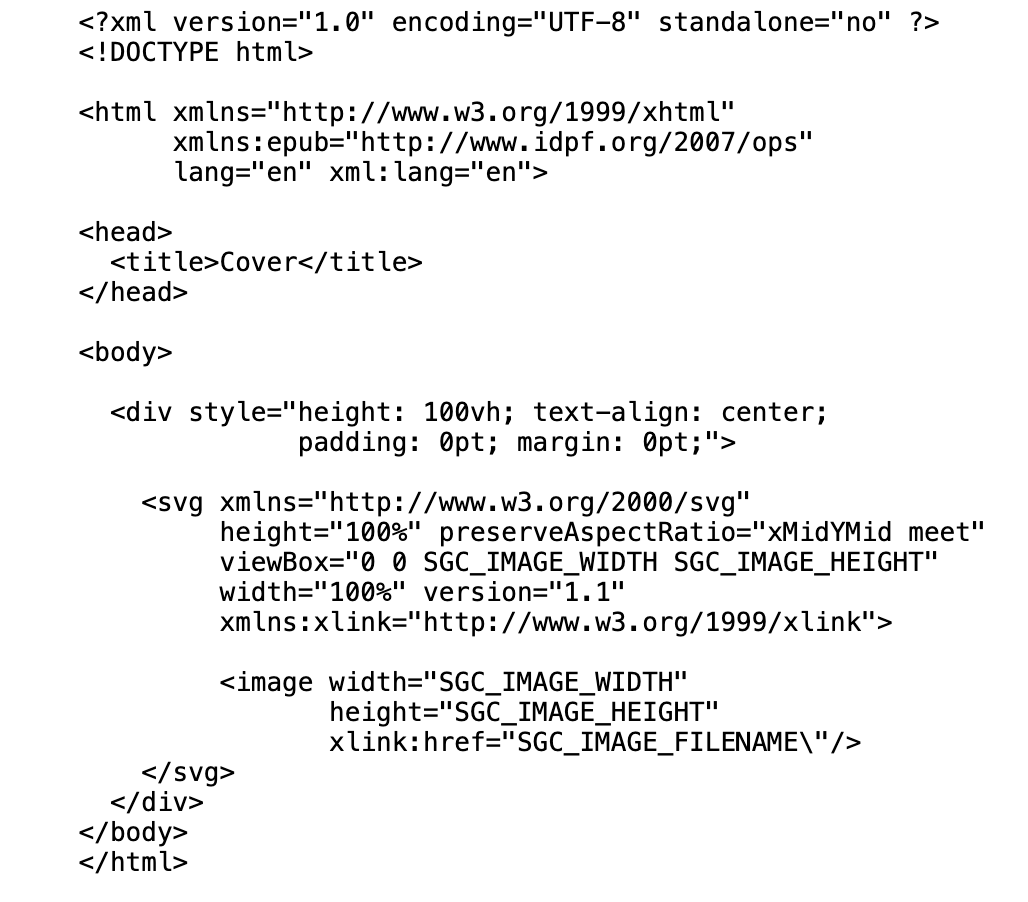 <?xml version="1.0" encoding="UTF-8" standalone="no" ?>
<!DOCTYPE html>

<html xmlns="http://www.w3.org/1999/xhtml"
      xmlns:epub="http://www.idpf.org/2007/ops"
      lang="en" xml:lang="en">

<head>
  <title>Cover</title>
</head>

<body>

  <div style="height: 100vh; text-align: center;
              padding: 0pt; margin: 0pt;">

    <svg xmlns="http://www.w3.org/2000/svg"
         height="100%" preserveAspectRatio="xMidYMid meet"
         viewBox="0 0 SGC_IMAGE_WIDTH SGC_IMAGE_HEIGHT"
         width="100%" version="1.1"
         xmlns:xlink="http://www.w3.org/1999/xlink">

         <image width="SGC_IMAGE_WIDTH"
                height="SGC_IMAGE_HEIGHT"
                xlink:href="SGC_IMAGE_FILENAME\"/>
    </svg>
  </div>
</body>
</html>